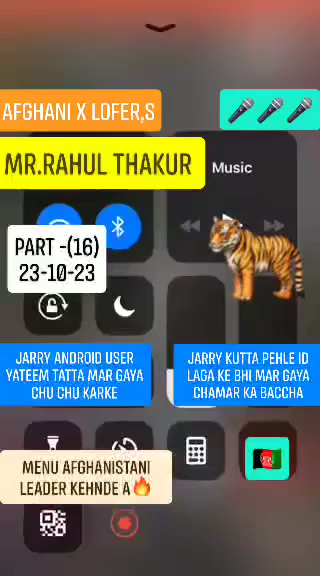 AFGHANI X LOFER,S
MR.RAHUL THAKUR
Music
PART -(16)
23-10-23
JARRY ANDROID USER
YATEEM TATTA MAR GAYA
CHU CHU KARKE
JARRY KUTTA PEHLE ID
LAGA KE BHI MAR GAYA
CHAMAR KA BACCHA
MENU AFGHANISTANI
LEADER KEHNDE A🔥